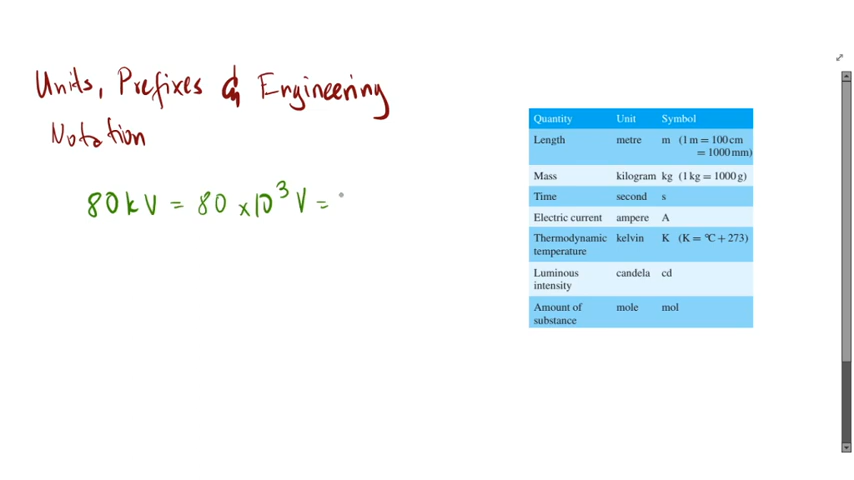 Units, Prefixes & Engineering
Notation
80kV = 80 ×10³ V =
Quantity Unit Symbol
Length metre m (1 m = 100 cm
= 1000 mm)
Mass kilogram kg (1 kg = 1000 g)
Time second s
Electric current ampere A
Thermodynamic kelvin K (K = °C + 273)
temperature
Luminous candela cd
intensity
Amount of mole mol
substance